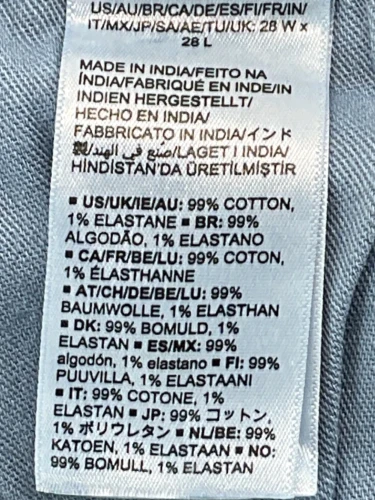 US/AU/BR/CA/DE/ES/FI/FR/IN/
IT/MX/JP/SA/AE/TU/UK: 28 W x
28 L
MADE IN INDIA/FEITO NA
ÍNDIA/FABRIQUÉ EN INDE/IN
INDIEN HERGESTELLT/
HECHO EN INDIA/
FABBRICATO IN INDIA/インド
製/صنع في الهند/LAGET I INDIA/
HİNDİSTAN'DA ÜRETİLMİŞTİR
▪ US/UK/IE/AU: 99% COTTON,
1% ELASTANE ▪ BR: 99%
ALGODÃO, 1% ELASTANO
▪ CA/FR/BE/LU: 99% COTON,
1% ÉLASTHANNE
▪ AT/CH/DE/BE/LU: 99%
BAUMWOLLE, 1% ELASTHAN
▪ DK: 99% BOMULD, 1%
ELASTAN ▪ ES/MX: 99%
algodón, 1% elastano ▪ FI: 99%
PUUVILLA, 1% ELASTAANI
▪ IT: 99% COTONE, 1%
ELASTAN ▪ JP: 99% コットン,
1% ポリウレタン ▪ NL/BE: 99%
KATOEN, 1% ELASTAAN ▪ NO:
99% BOMULL, 1% ELASTAN